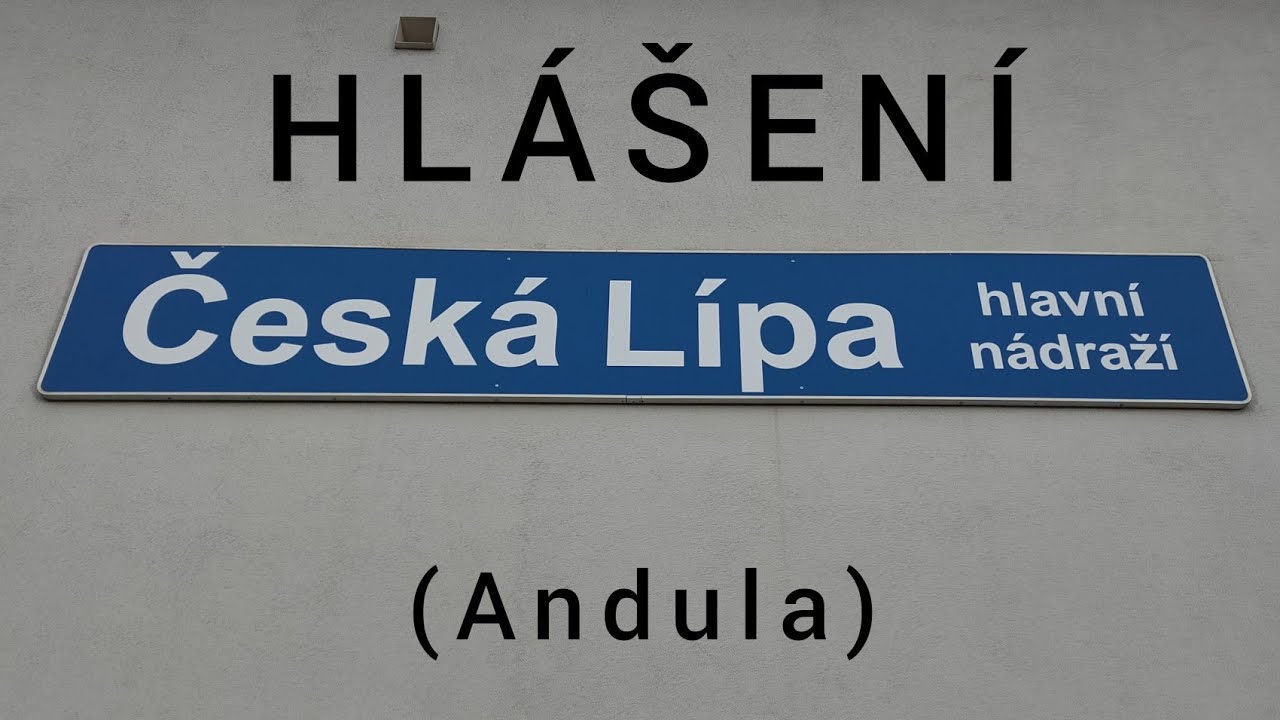 HLÁŠENÍ
Česká Lípa
hlavní
nádraží
(Andula)